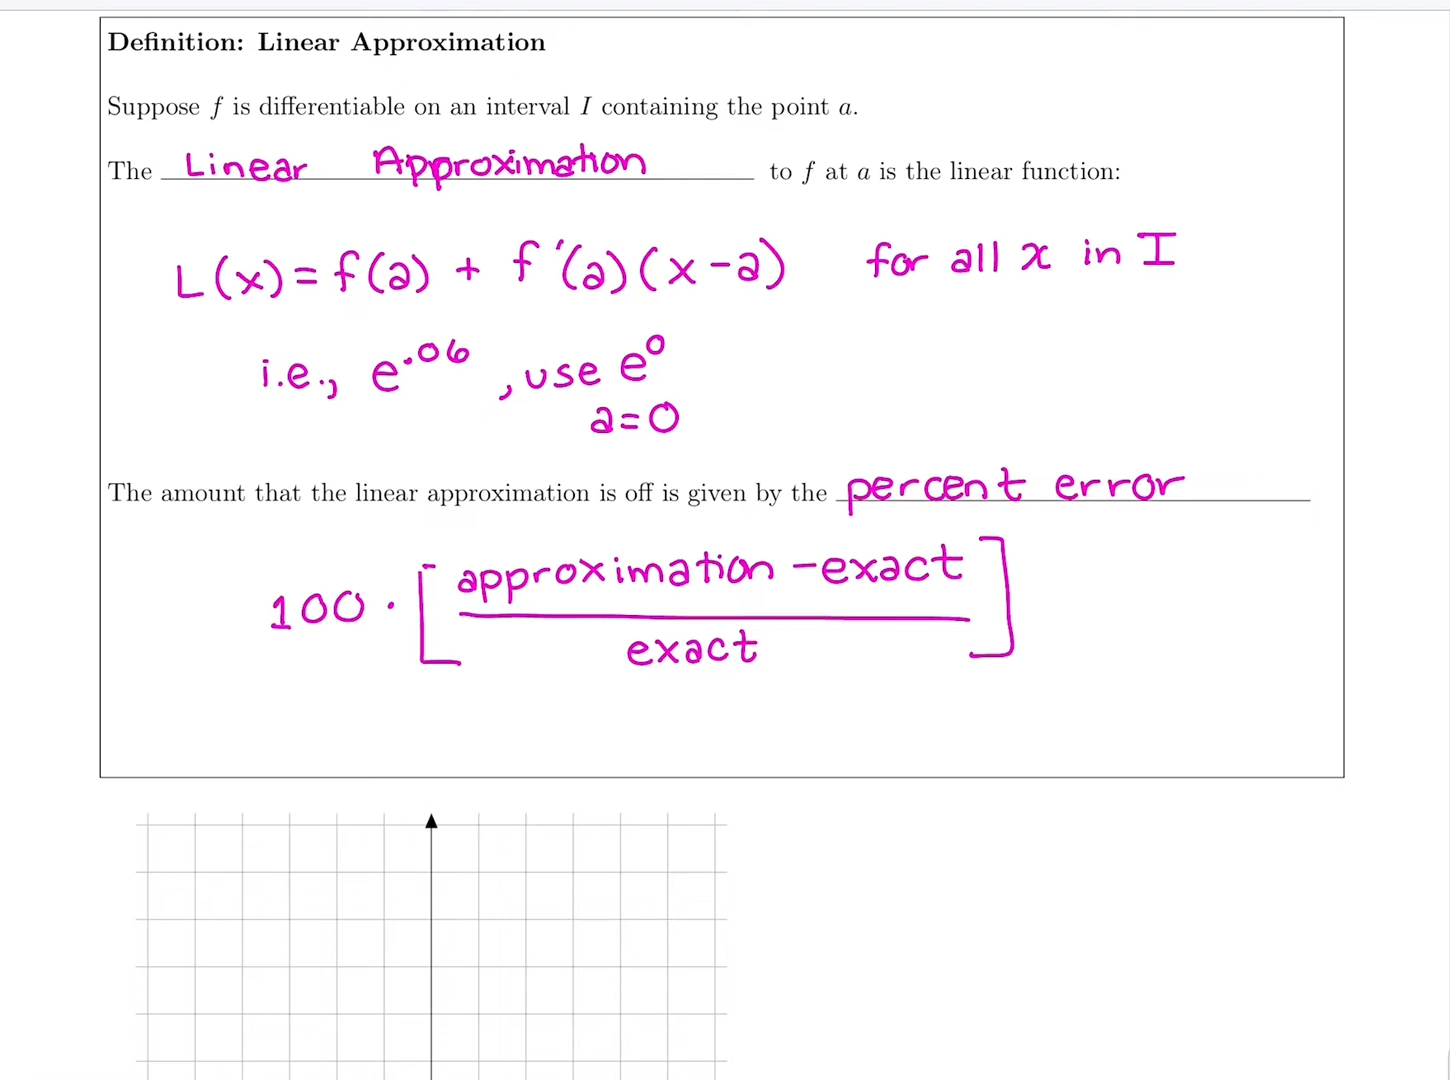 Definition: Linear Approximation
Suppose f is differentiable on an interval I containing the point a.
The Linear Approximation to f at a is the linear function:
L(x) = f(a) + f'(a)(x-a) for all x in I
i.e., e^.06, use e^0
a=0
The amount that the linear approximation is off is given by the percent error
100 · [approximation - exact / exact]